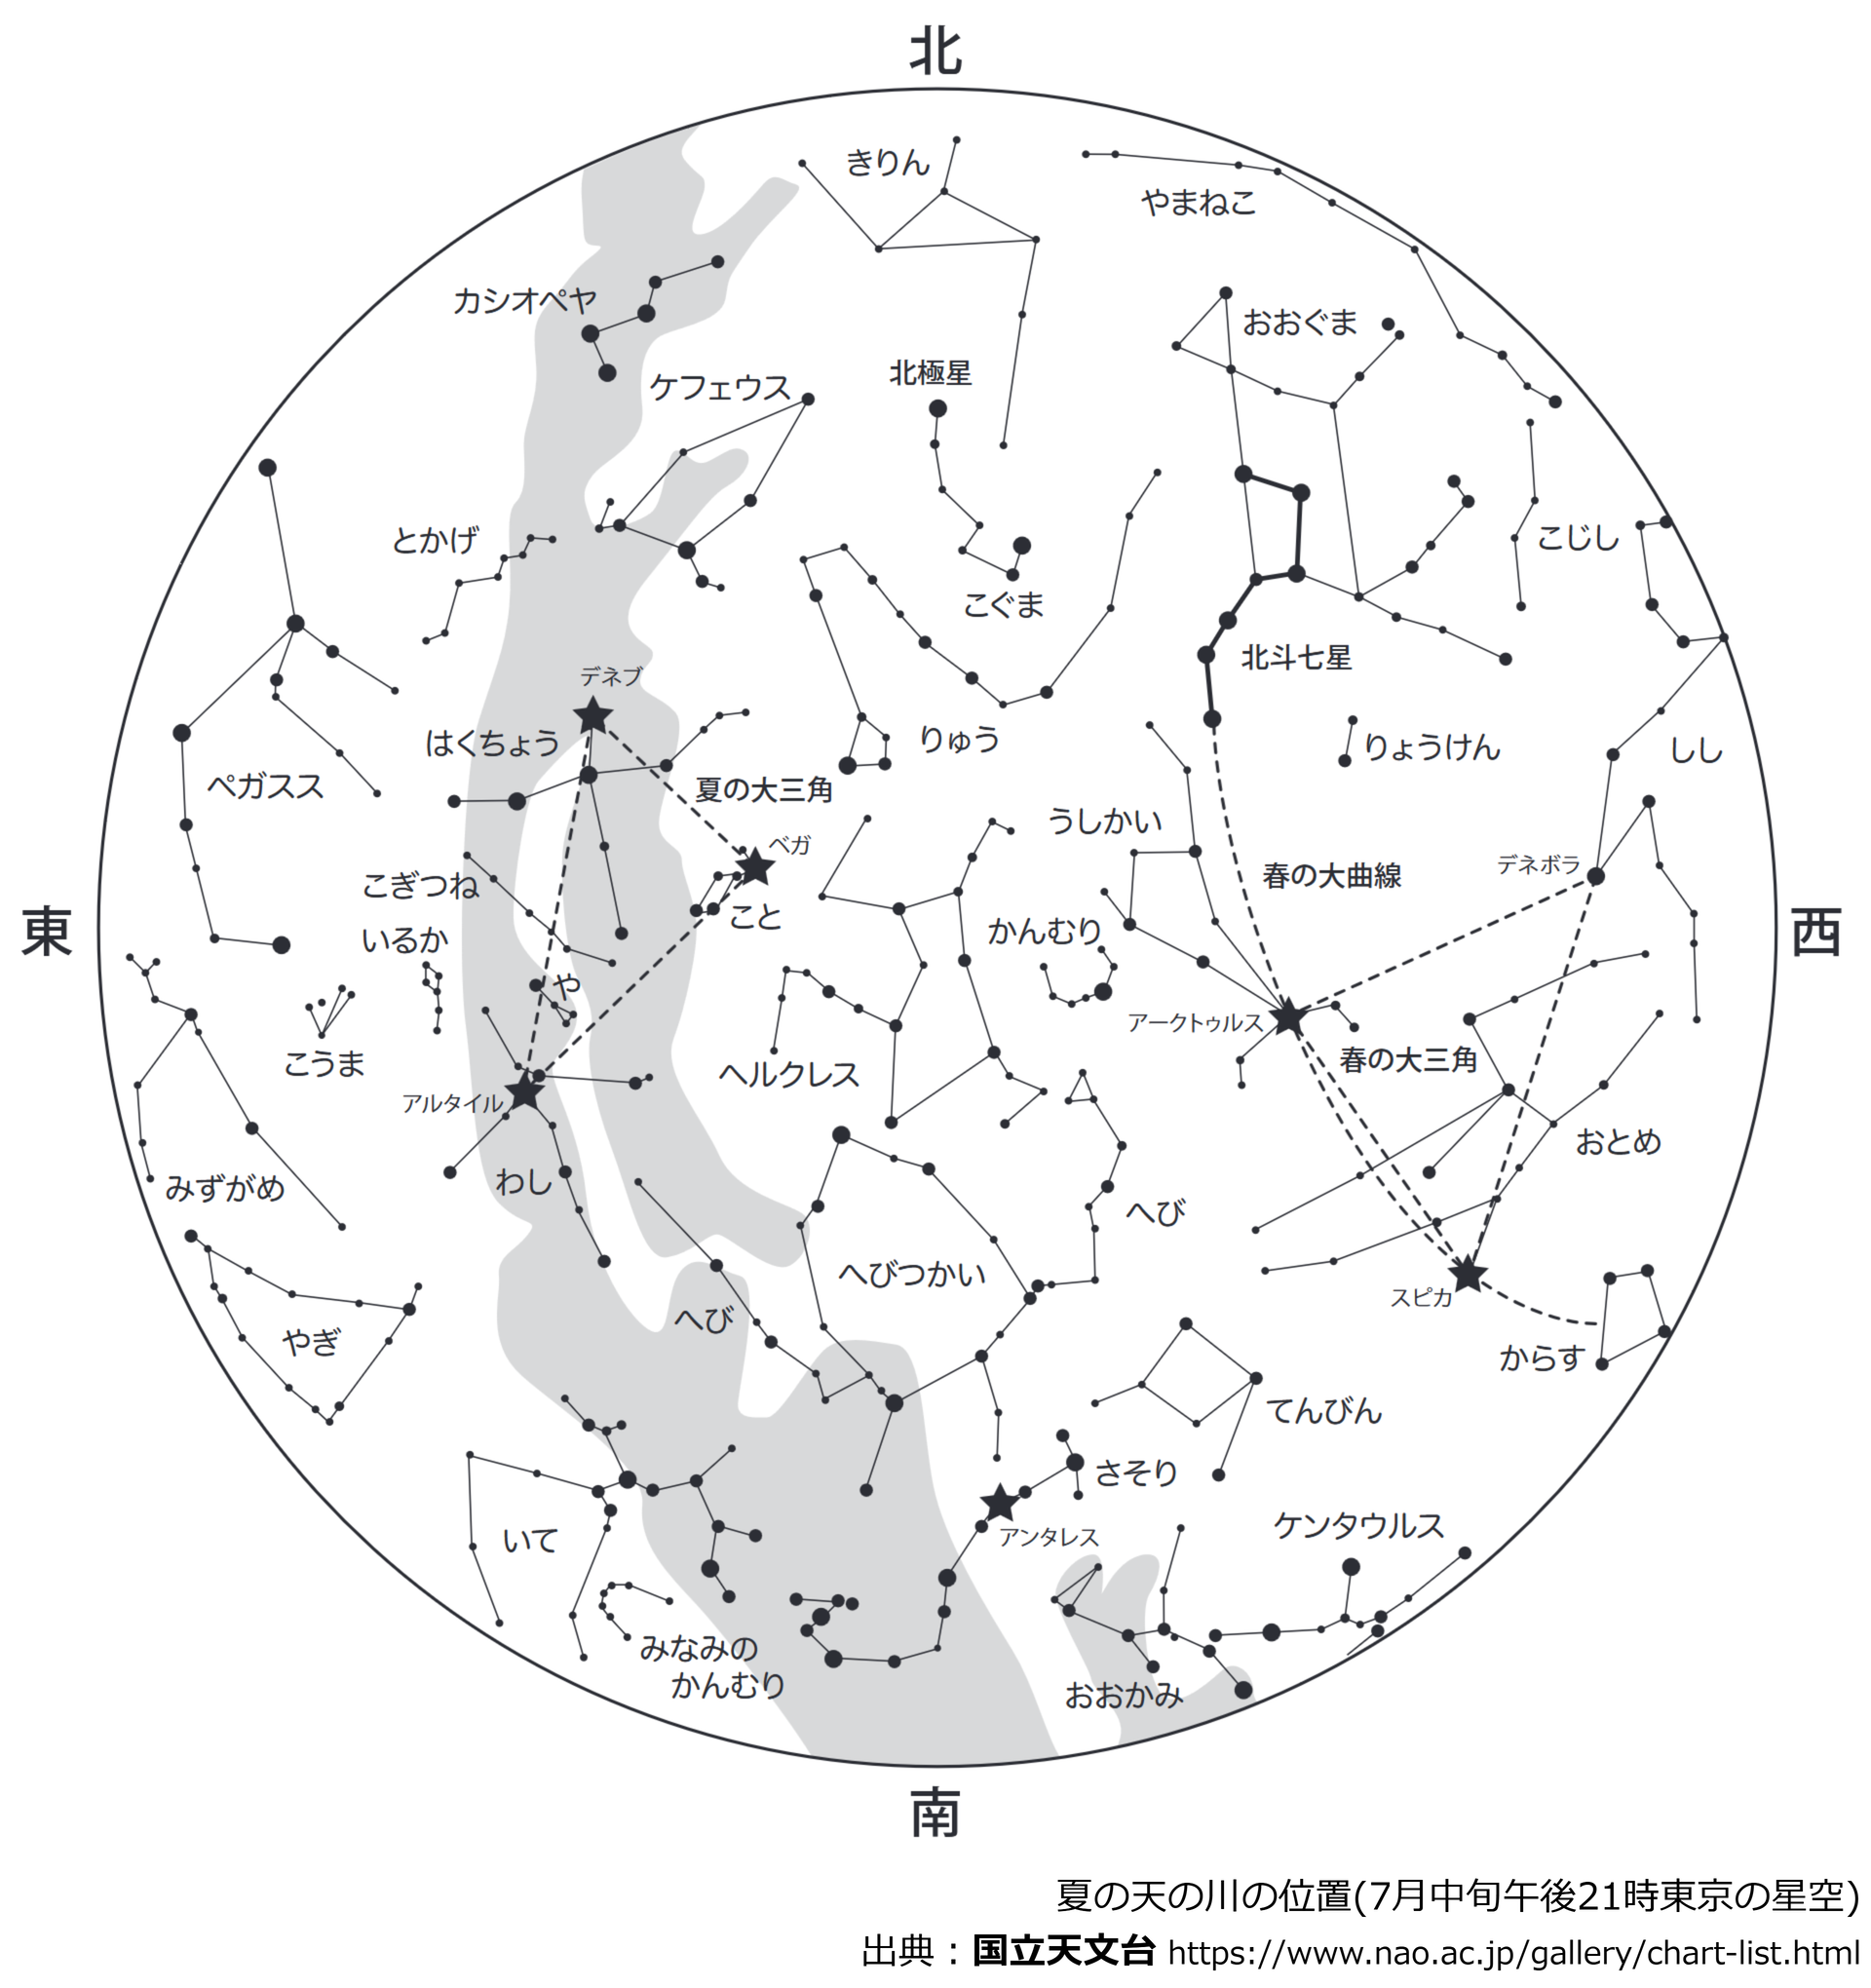 北
きりん
やまねこ
カシオペヤ
おおぐま
ケフェウス
北極星
とかげ
こじし
こぐま
北斗七星
デネブ
はくちょう
りゅう
りょうけん
しし
ペガスス
夏の大三角
ベガ
うしかい
春の大曲線
デネボラ
こぎつね
こと
東
いるか
かんむり
西
や
アークトゥルス
こうま
ヘルクレス
春の大三角
アルタイル
おとめ
みずがめ
わし
へび
へびつかい
スピカ
やぎ
へび
からす
てんびん
さそり
いて
アンタレス
ケンタウルス
みなみの
かんむり
おおかみ
南
夏の天の川の位置(7月中旬午後21時東京の星空)
出典：国立天文台 https://www.nao.ac.jp/gallery/chart-list.html